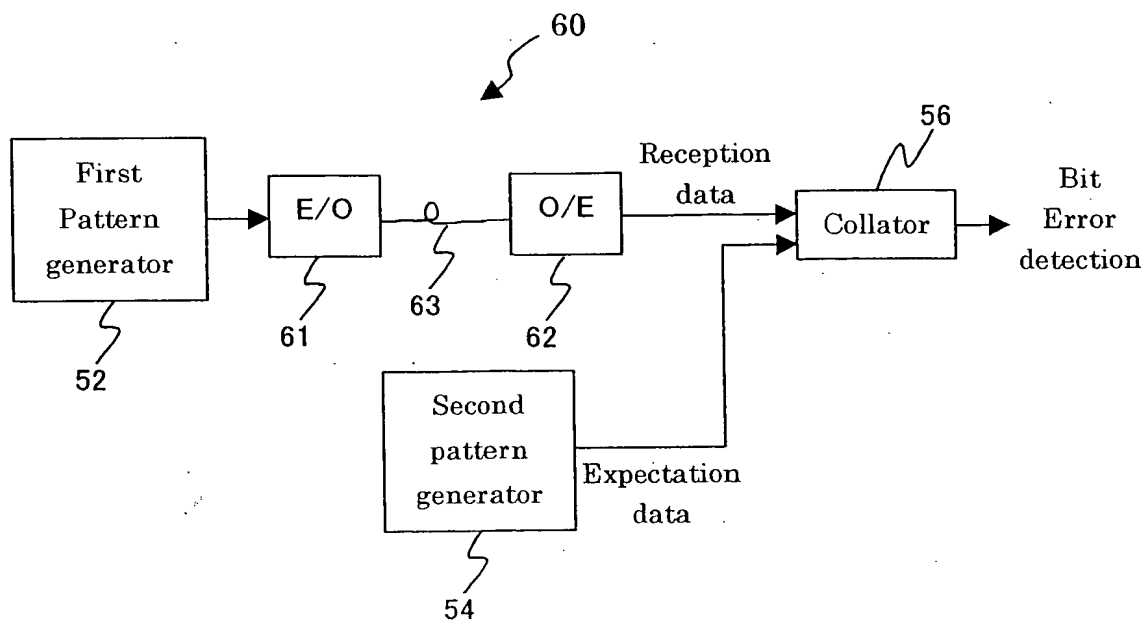 60
First
Pattern
generator
52
E/O
61
63
O/E
62
Reception
data
56
Collator
Bit
Error
detection
Second
pattern
generator
54
Expectation
data